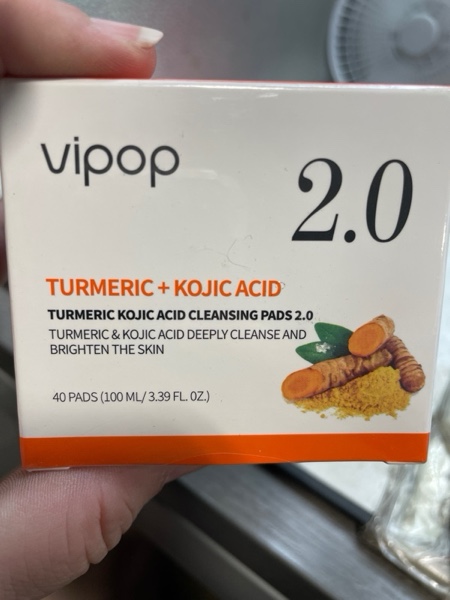 vipop
2.0
TURMERIC + KOJIC ACID
TURMERIC KOJIC ACID CLEANSING PADS 2.0
TURMERIC & KOJIC ACID DEEPLY CLEANSE AND
BRIGHTEN THE SKIN
40 PADS (100 ML/ 3.39 FL. OZ.)